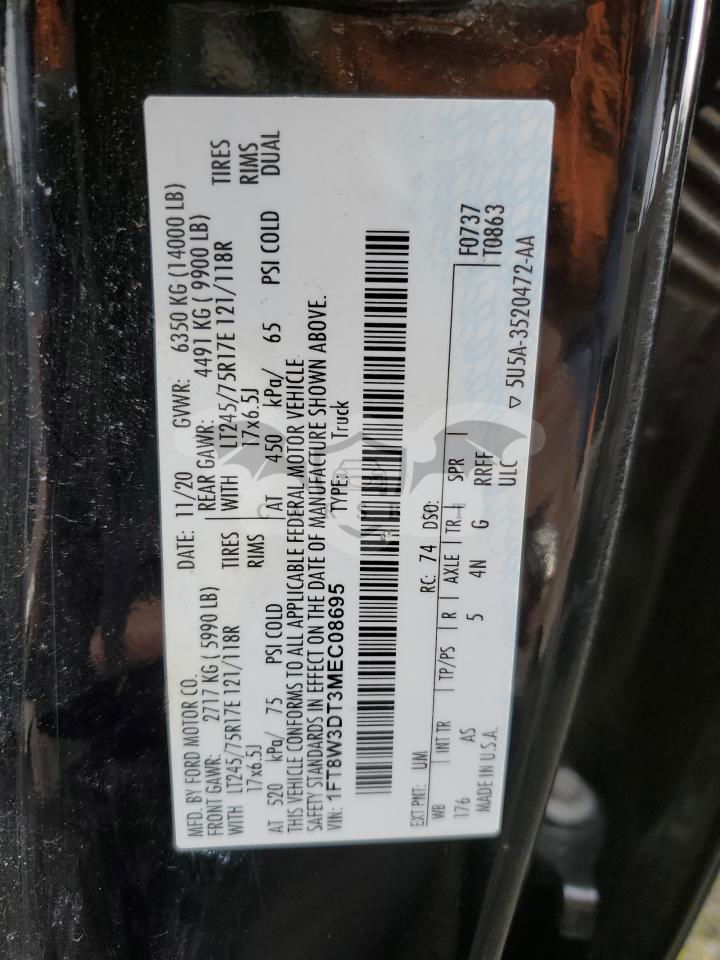 MFD. BY FORD MOTOR CO. DATE: 11/20 GVWR: 6350 KG (14000 LB)
FRONT GAWR: 2717 KG ( 5990 LB) REAR GAWR: 4491 KG ( 9900 LB)
WITH LT245/75R17E 121/118R TIRES WITH LT245/75R17E 121/118R TIRES
17x6.5J RIMS 17x6.5J RIMS
AT 520 kPa/ 75 PSI COLD AT 450 kPa/ 65 PSI COLD DUAL
THIS VEHICLE CONFORMS TO ALL APPLICABLE FEDERAL MOTOR VEHICLE
SAFETY STANDARDS IN EFFECT ON THE DATE OF MANUFACTURE SHOWN ABOVE.
VIN: 1FT8W3DT3MEC08695 TYPE: Truck
EXT PNT: UM RC: 74 DSO: F0737
WB INT TR TP/PS R AXLE TR SPR T0863
176 AS 5 4N G RRFF
MADE IN U.S.A. ULC ▽ 5U5A-3520472-AA